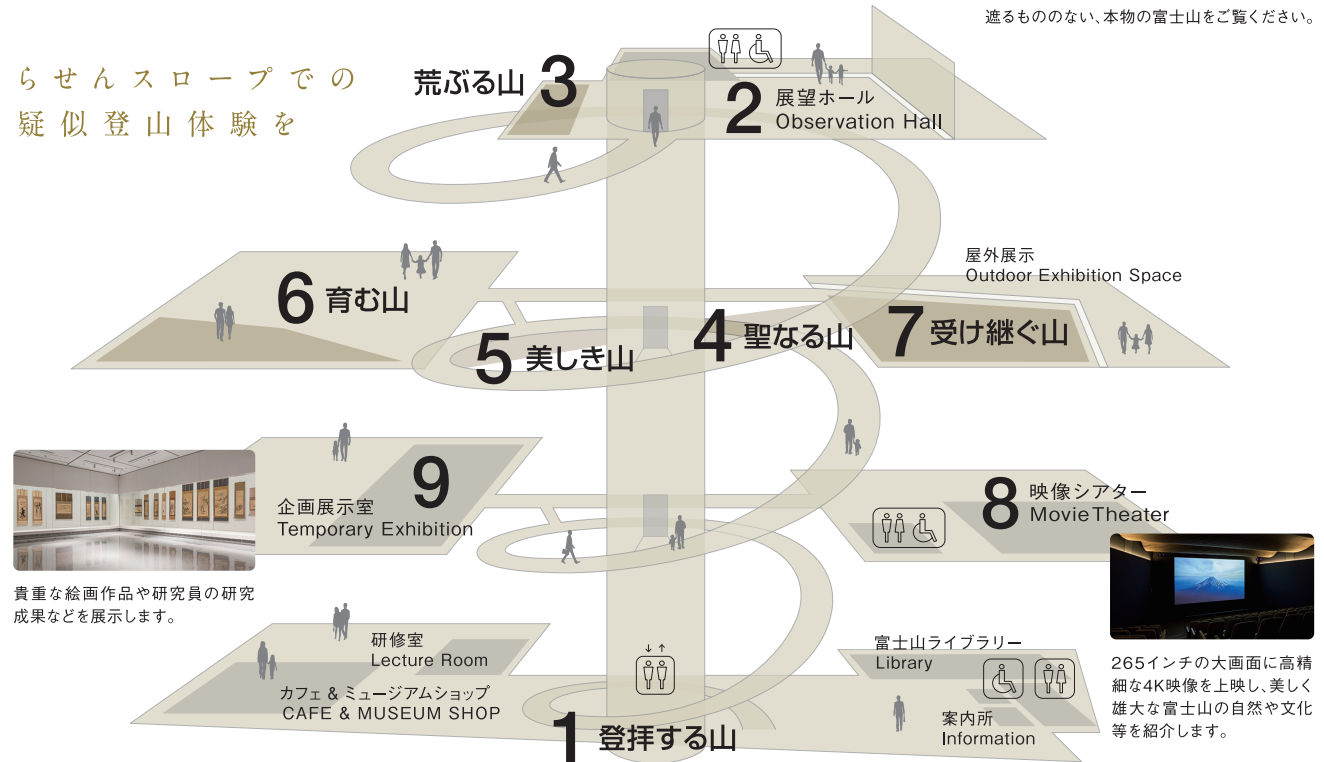 遮るもののない、本物の富士山をご覧ください。
らせんスロープでの
疑似登山体験を
荒ぶる山 3
2 展望ホール
Observation Hall
屋外展示
Outdoor Exhibition Space
6 育む山
5 美しき山
4 聖なる山
7 受け継ぐ山
9
企画展示室
Temporary Exhibition
8 映像シアター
Movie Theater
貴重な絵画作品や研究員の研究
成果などを展示します。
研修室
Lecture Room
カフェ & ミュージアムショップ
CAFE & MUSEUM SHOP
富士山ライブラリー
Library
案内所
Information
265インチの大画面に高精
細な4K映像を上映し、美しく
雄大な富士山の自然や文化
等を紹介します。
1 登拝する山